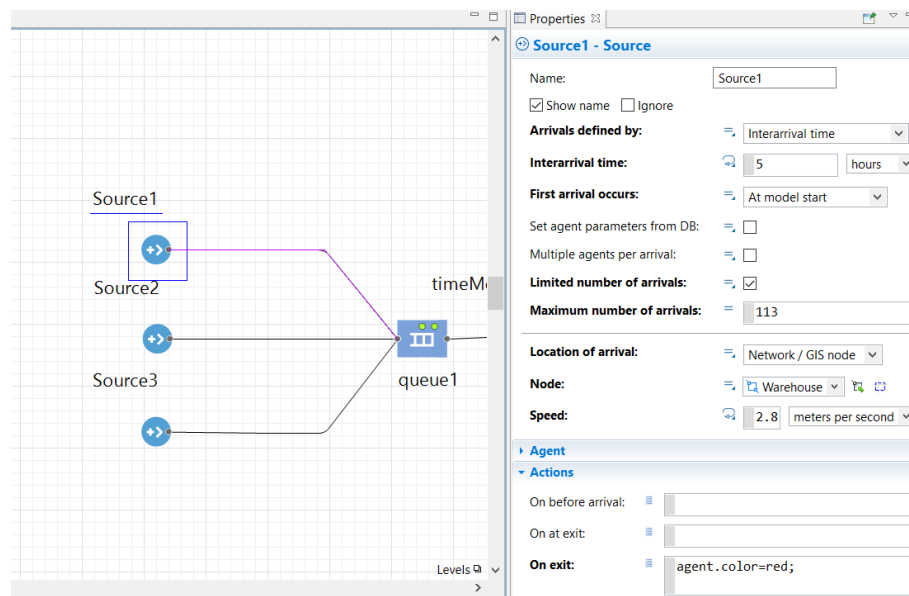 Properties
Source1 - Source
Name:
Source1
Show name
Ignore
Arrivals defined by:
Interarrival time
Interarrival time:
5
hours
First arrival occurs:
At model start
Set agent parameters from DB:
Multiple agents per arrival:
Limited number of arrivals:
Maximum number of arrivals:
113
Location of arrival:
Network / GIS node
Node:
Warehouse
Speed:
2.8
meters per second
Agent
Actions
On before arrival:
On at exit:
On exit:
agent.color=red;
Source1
Source2
timeM
Source3
queue1
Levels